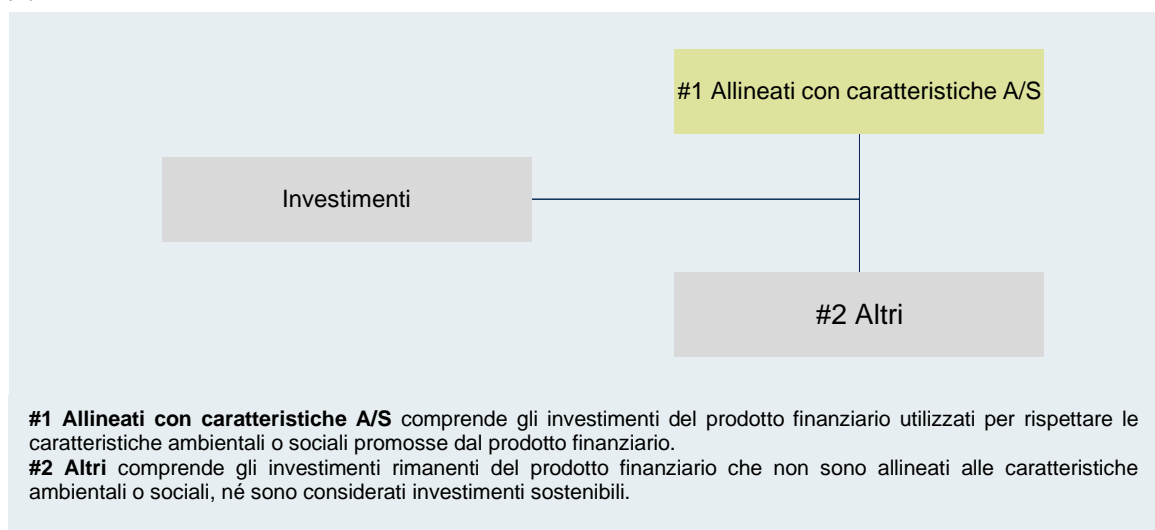 #1 Allineati con caratteristiche A/S
Investimenti
#2 Altri
#1 Allineati con caratteristiche A/S comprende gli investimenti del prodotto finanziario utilizzati per rispettare le
caratteristiche ambientali o sociali promosse dal prodotto finanziario.
#2 Altri comprende gli investimenti rimanenti del prodotto finanziario che non sono allineati alle caratteristiche
ambientali o sociali, né sono considerati investimenti sostenibili.